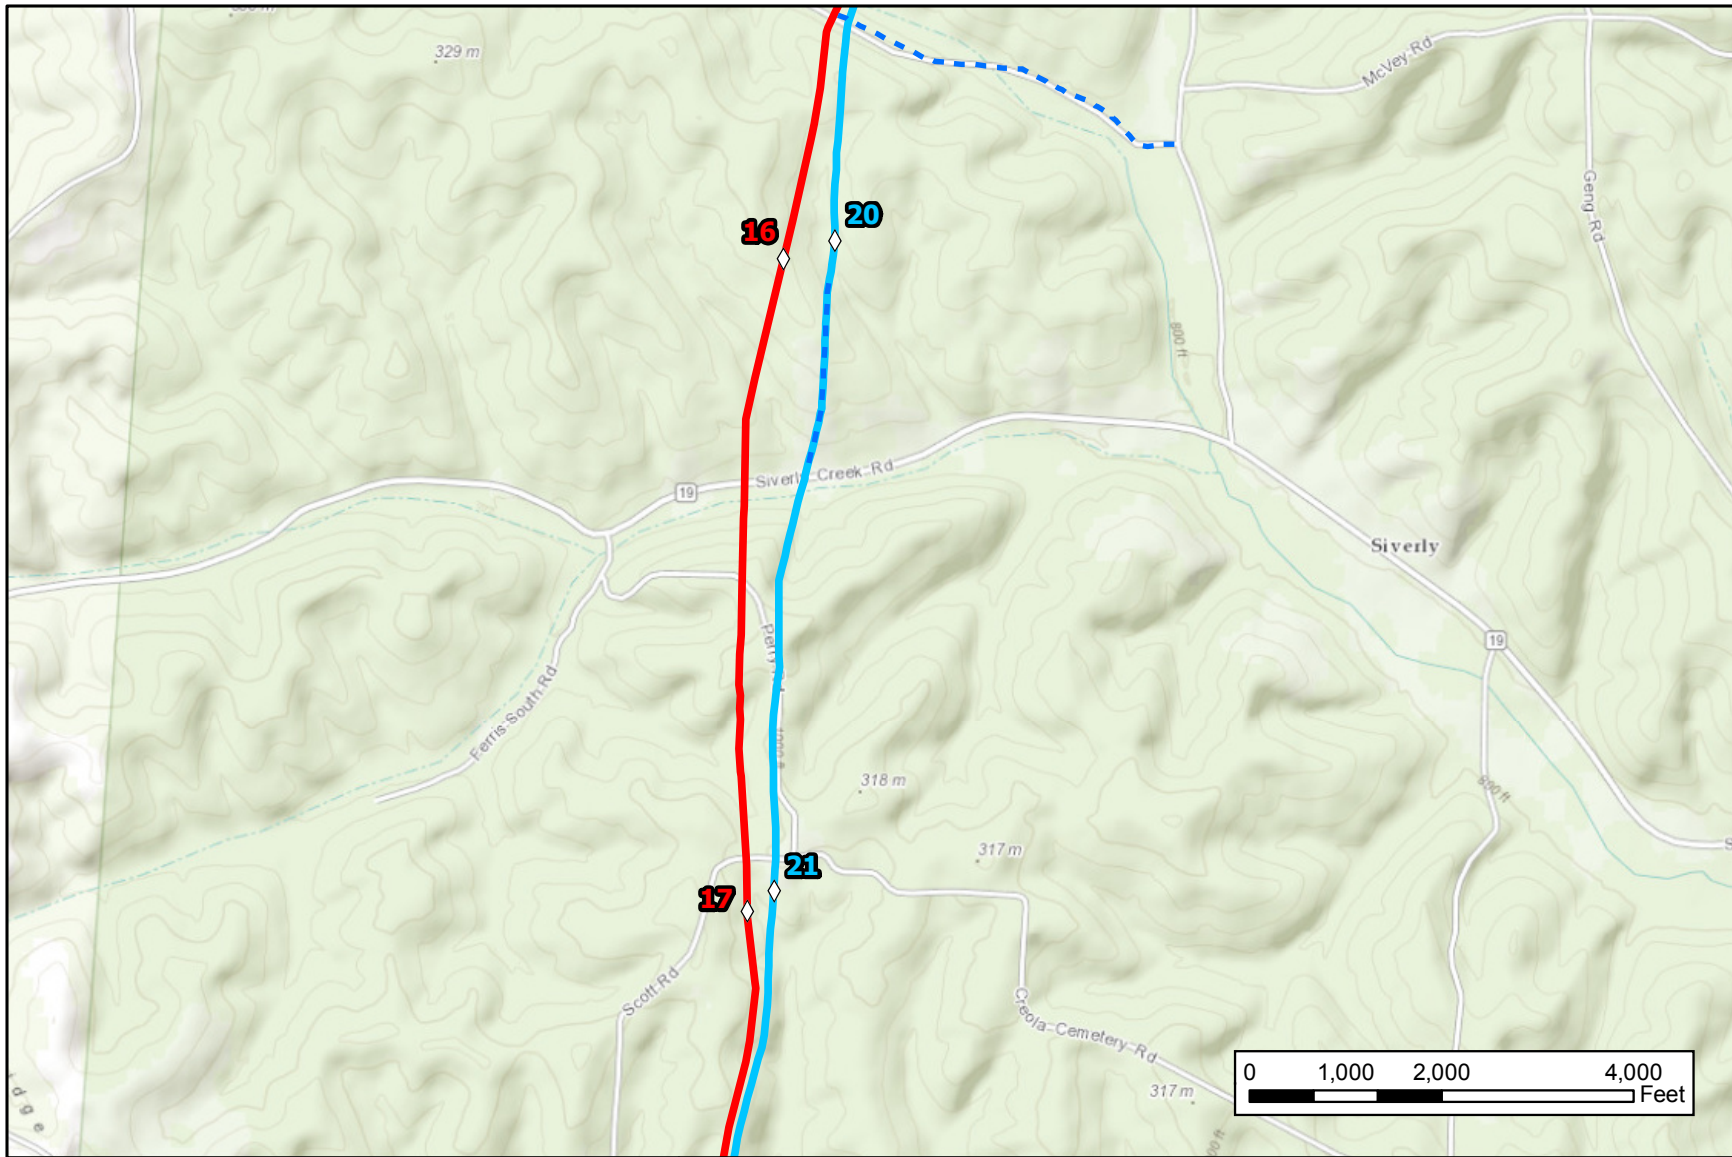 329 m
McVey Rd
Geng Rd
20
16
800 ft
Siverly Creek Rd
19
Siverly
19
Perry Rd
Ferris South Rd
1000 ft
318 m
800 ft
317 m
21
17
Scott Rd
Creola Cemetery Rd
317 m
0 1,000 2,000 4,000
Feet